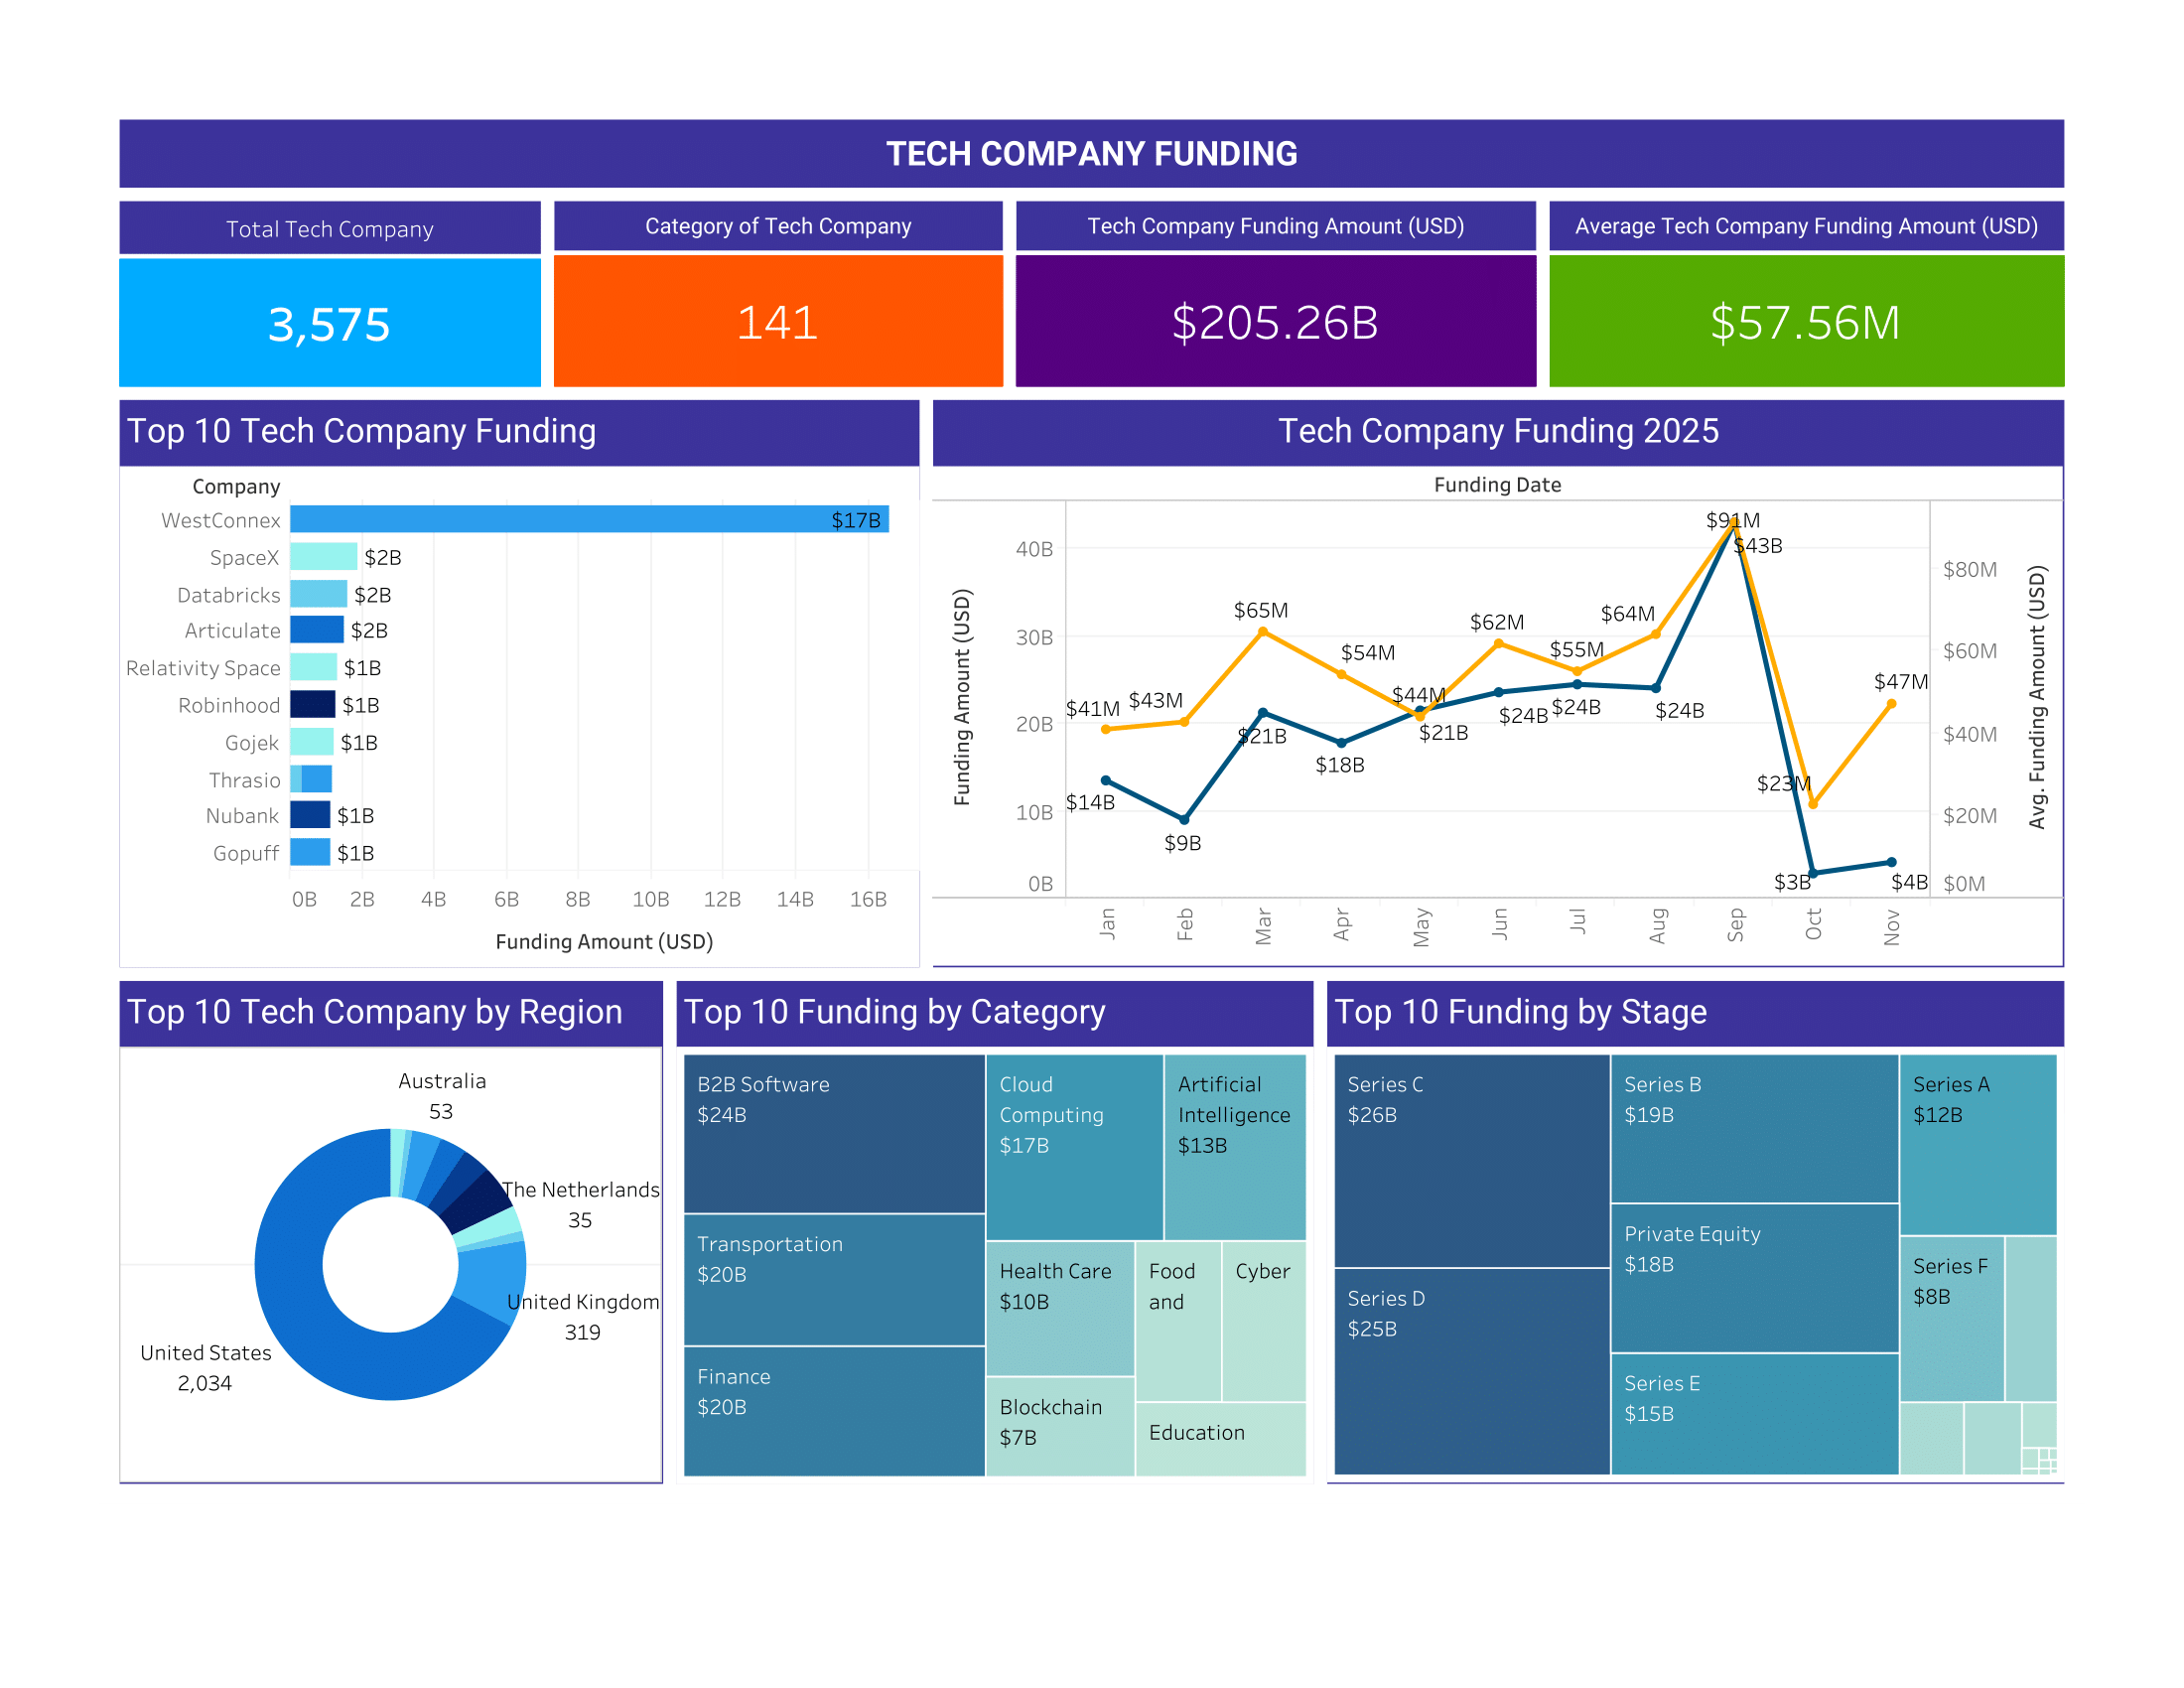 TECH COMPANY FUNDING
Total Tech Company
3,575
Category of Tech Company
141
Tech Company Funding Amount (USD)
$205.26B
Average Tech Company Funding Amount (USD)
$57.56M
Top 10 Tech Company Funding
Company
WestConnex $17B
SpaceX $2B
Databricks $2B
Articulate $2B
Relativity Space $1B
Robinhood $1B
Gojek $1B
Thrasio
Nubank $1B
Gopuff $1B
0B 2B 4B 6B 8B 10B 12B 14B 16B
Funding Amount (USD)
Tech Company Funding 2025
Funding Date
Funding Amount (USD)
40B
30B
20B
10B
0B
$41M $43M $65M $54M $44M $62M $55M $64M $91M $23M $47M
$14B $9B $21B $18B $21B $24B $24B $24B $43B $3B $4B
$80M
$60M
$40M
$20M
$0M
Avg. Funding Amount (USD)
Jan Feb Mar Apr May Jun Jul Aug Sep Oct Nov
Top 10 Tech Company by Region
Australia
53
The Netherlands
35
United Kingdom
319
United States
2,034
Top 10 Funding by Category
B2B Software
$24B
Transportation
$20B
Finance
$20B
Cloud
Computing
$17B
Artificial
Intelligence
$13B
Health Care
$10B
Blockchain
$7B
Food
and
Cyber
Education
Top 10 Funding by Stage
Series C
$26B
Series D
$25B
Series B
$19B
Private Equity
$18B
Series E
$15B
Series A
$12B
Series F
$8B